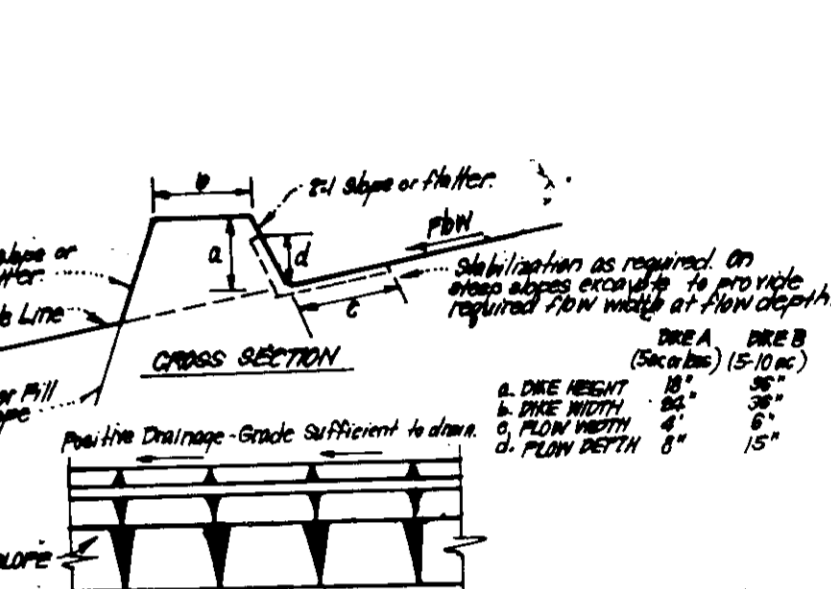 b
2:1 slope or flatter.
Flow
a
d
slope or
Line
c
Stabilization as required. On
steep slopes excavate to provide
required flow width at flow depth.
CROSS SECTION
or Fill
DIKE A DIKE B
(5ac or less) (5-10 ac)
a. DIKE HEIGHT 18" 36"
b. DIKE WIDTH 24" 36"
c. FLOW WIDTH 4' 6'
d. FLOW DEPTH 8" 15"
Positive Drainage - Grade Sufficient to drain.
SLOPE